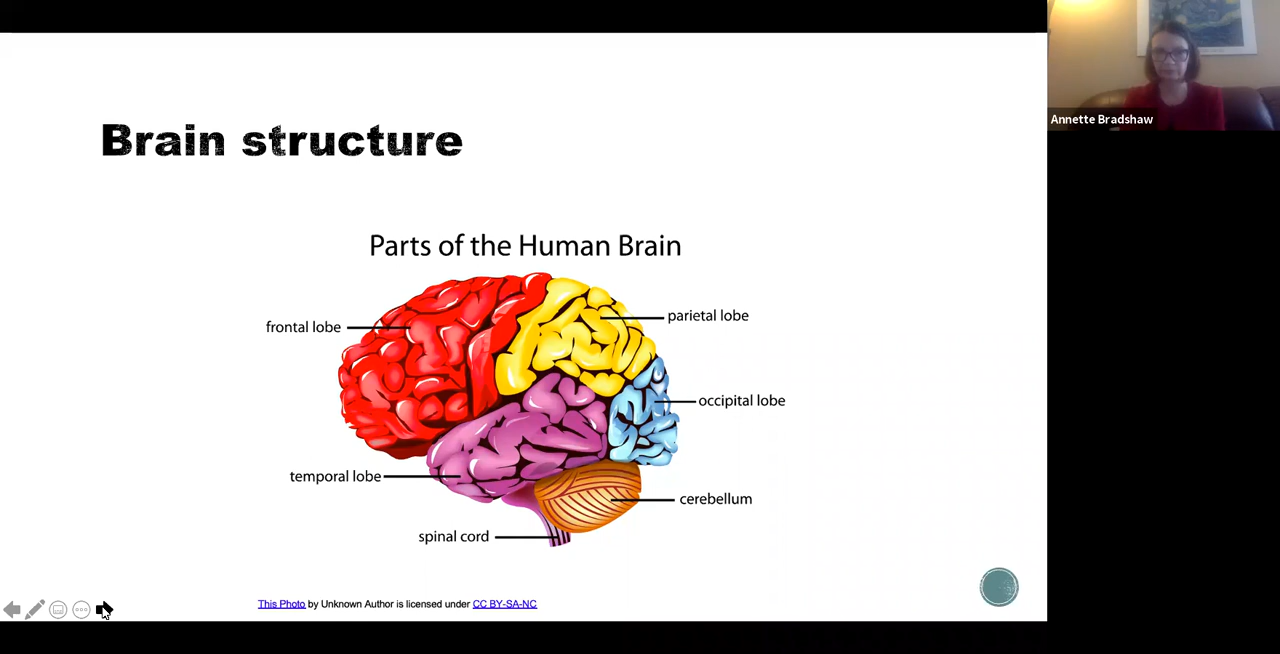 Brain structure
Parts of the Human Brain
frontal lobe
parietal lobe
occipital lobe
temporal lobe
cerebellum
spinal cord
This Photo by Unknown Author is licensed under CC BY-SA-NC
Annette Bradshaw